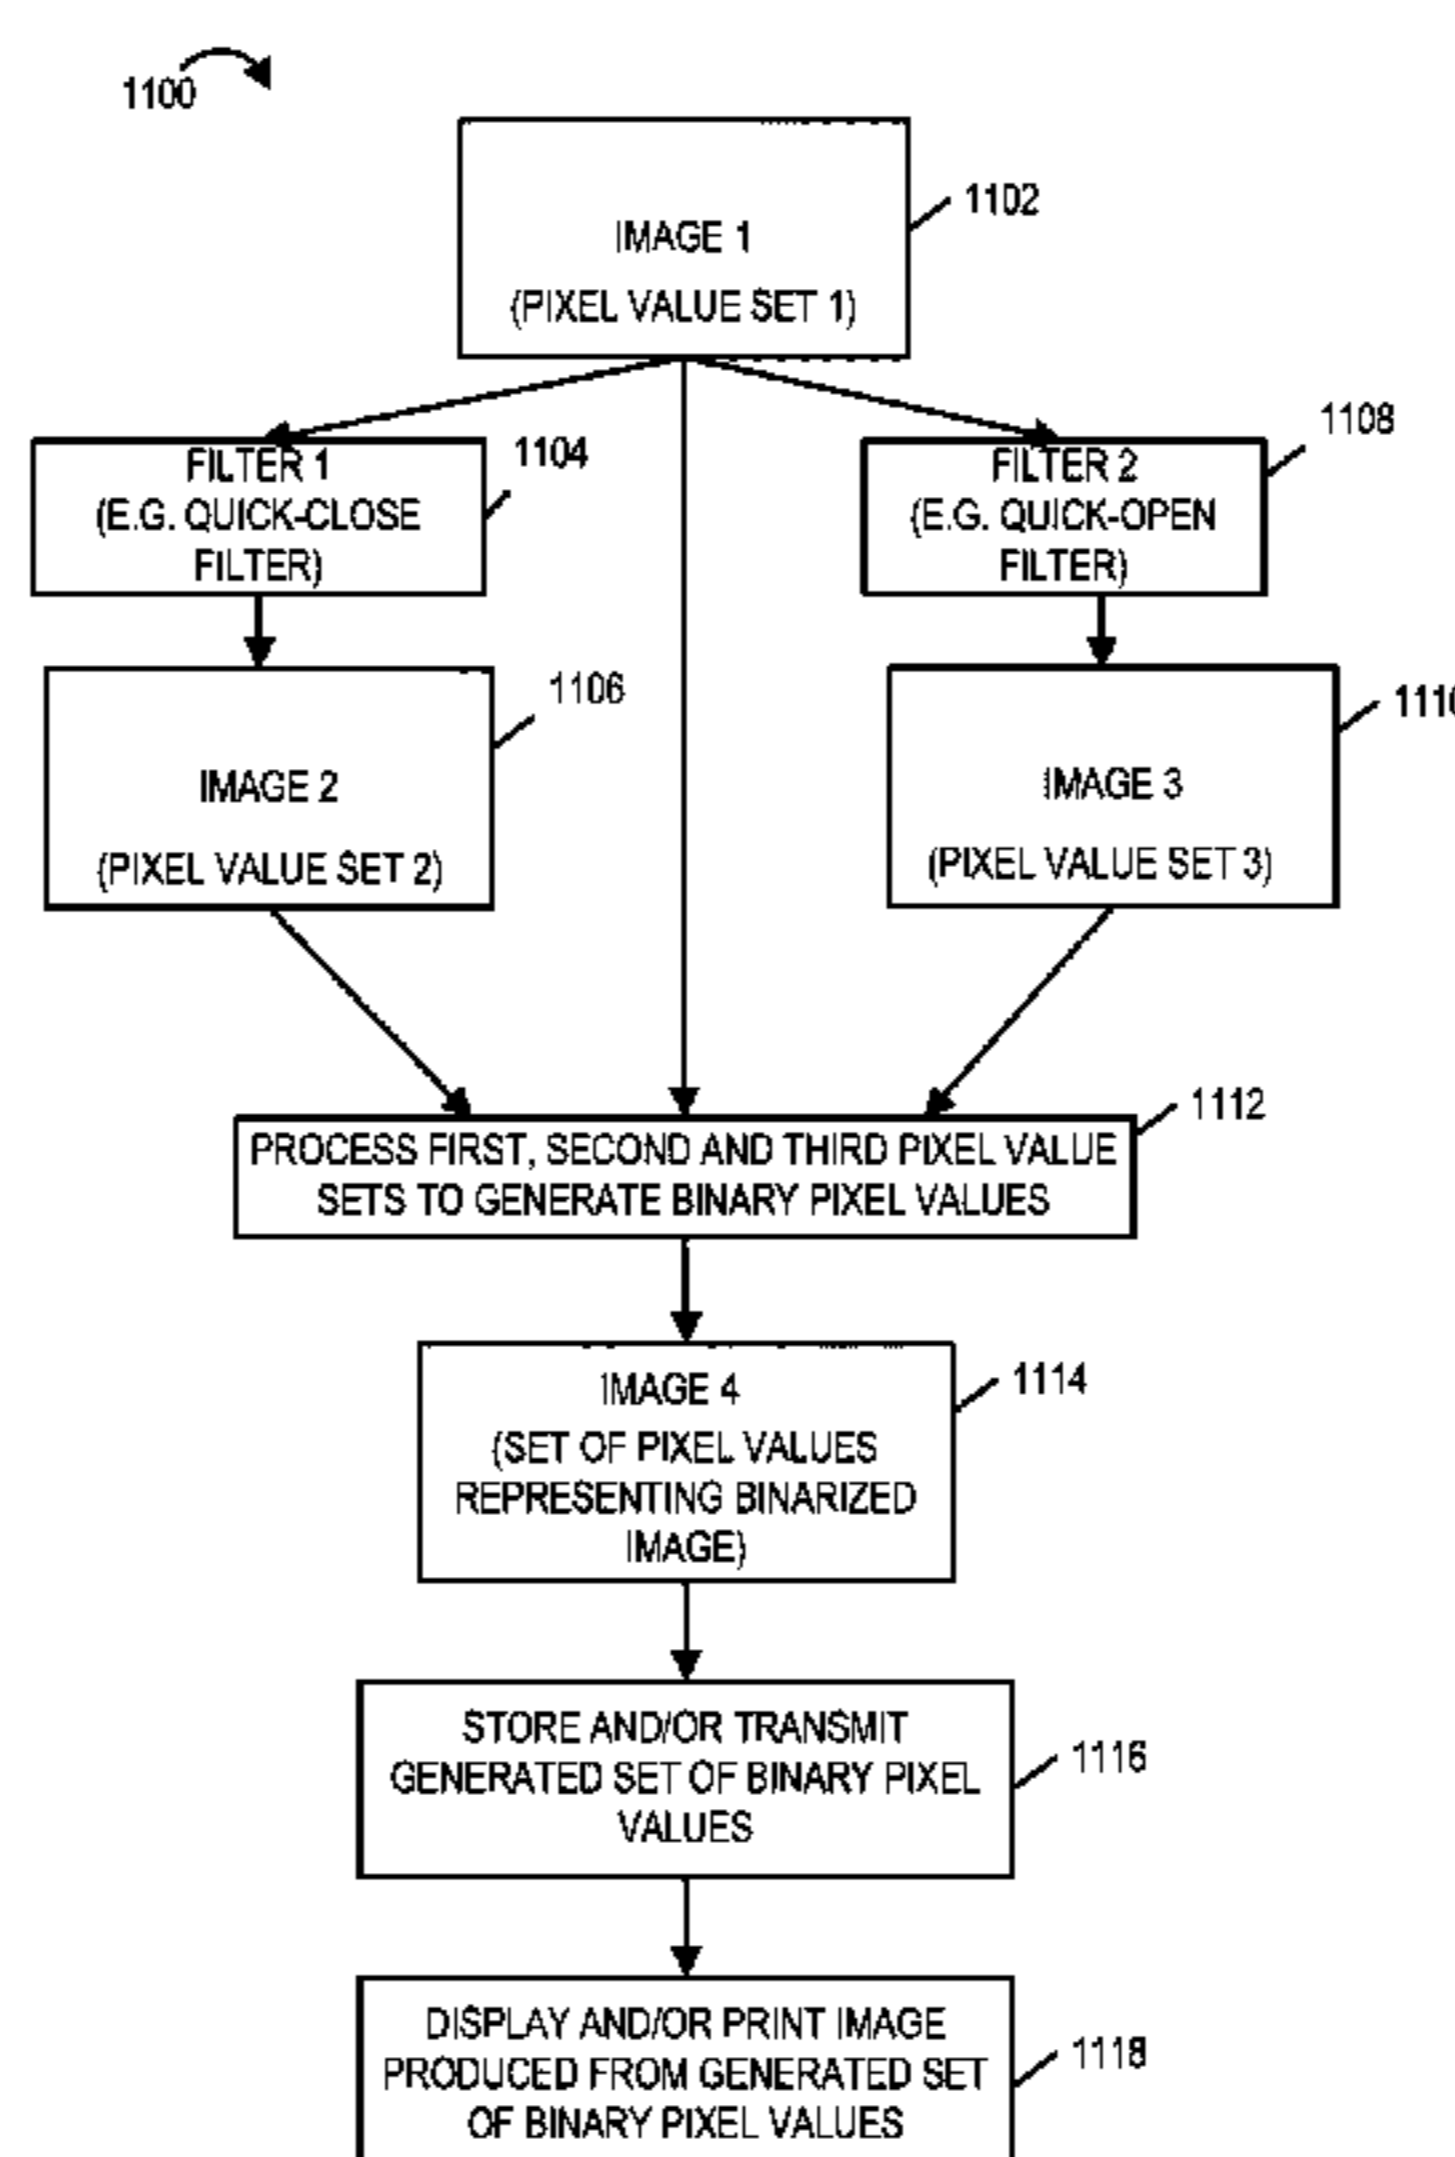 1100
IMAGE 1
(PIXEL VALUE SET 1)
1102
FILTER 1
(E.G. QUICK-CLOSE
FILTER)
1104
FILTER 2
(E.G. QUICK-OPEN
FILTER)
1108
IMAGE 2
(PIXEL VALUE SET 2)
1106
IMAGE 3
(PIXEL VALUE SET 3)
1110
PROCESS FIRST, SECOND AND THIRD PIXEL VALUE
SETS TO GENERATE BINARY PIXEL VALUES
1112
IMAGE 4
(SET OF PIXEL VALUES
REPRESENTING BINARIZED
IMAGE)
1114
STORE AND/OR TRANSMIT
GENERATED SET OF BINARY PIXEL
VALUES
1116
DISPLAY AND/OR PRINT IMAGE
PRODUCED FROM GENERATED SET
OF BINARY PIXEL VALUES
1118